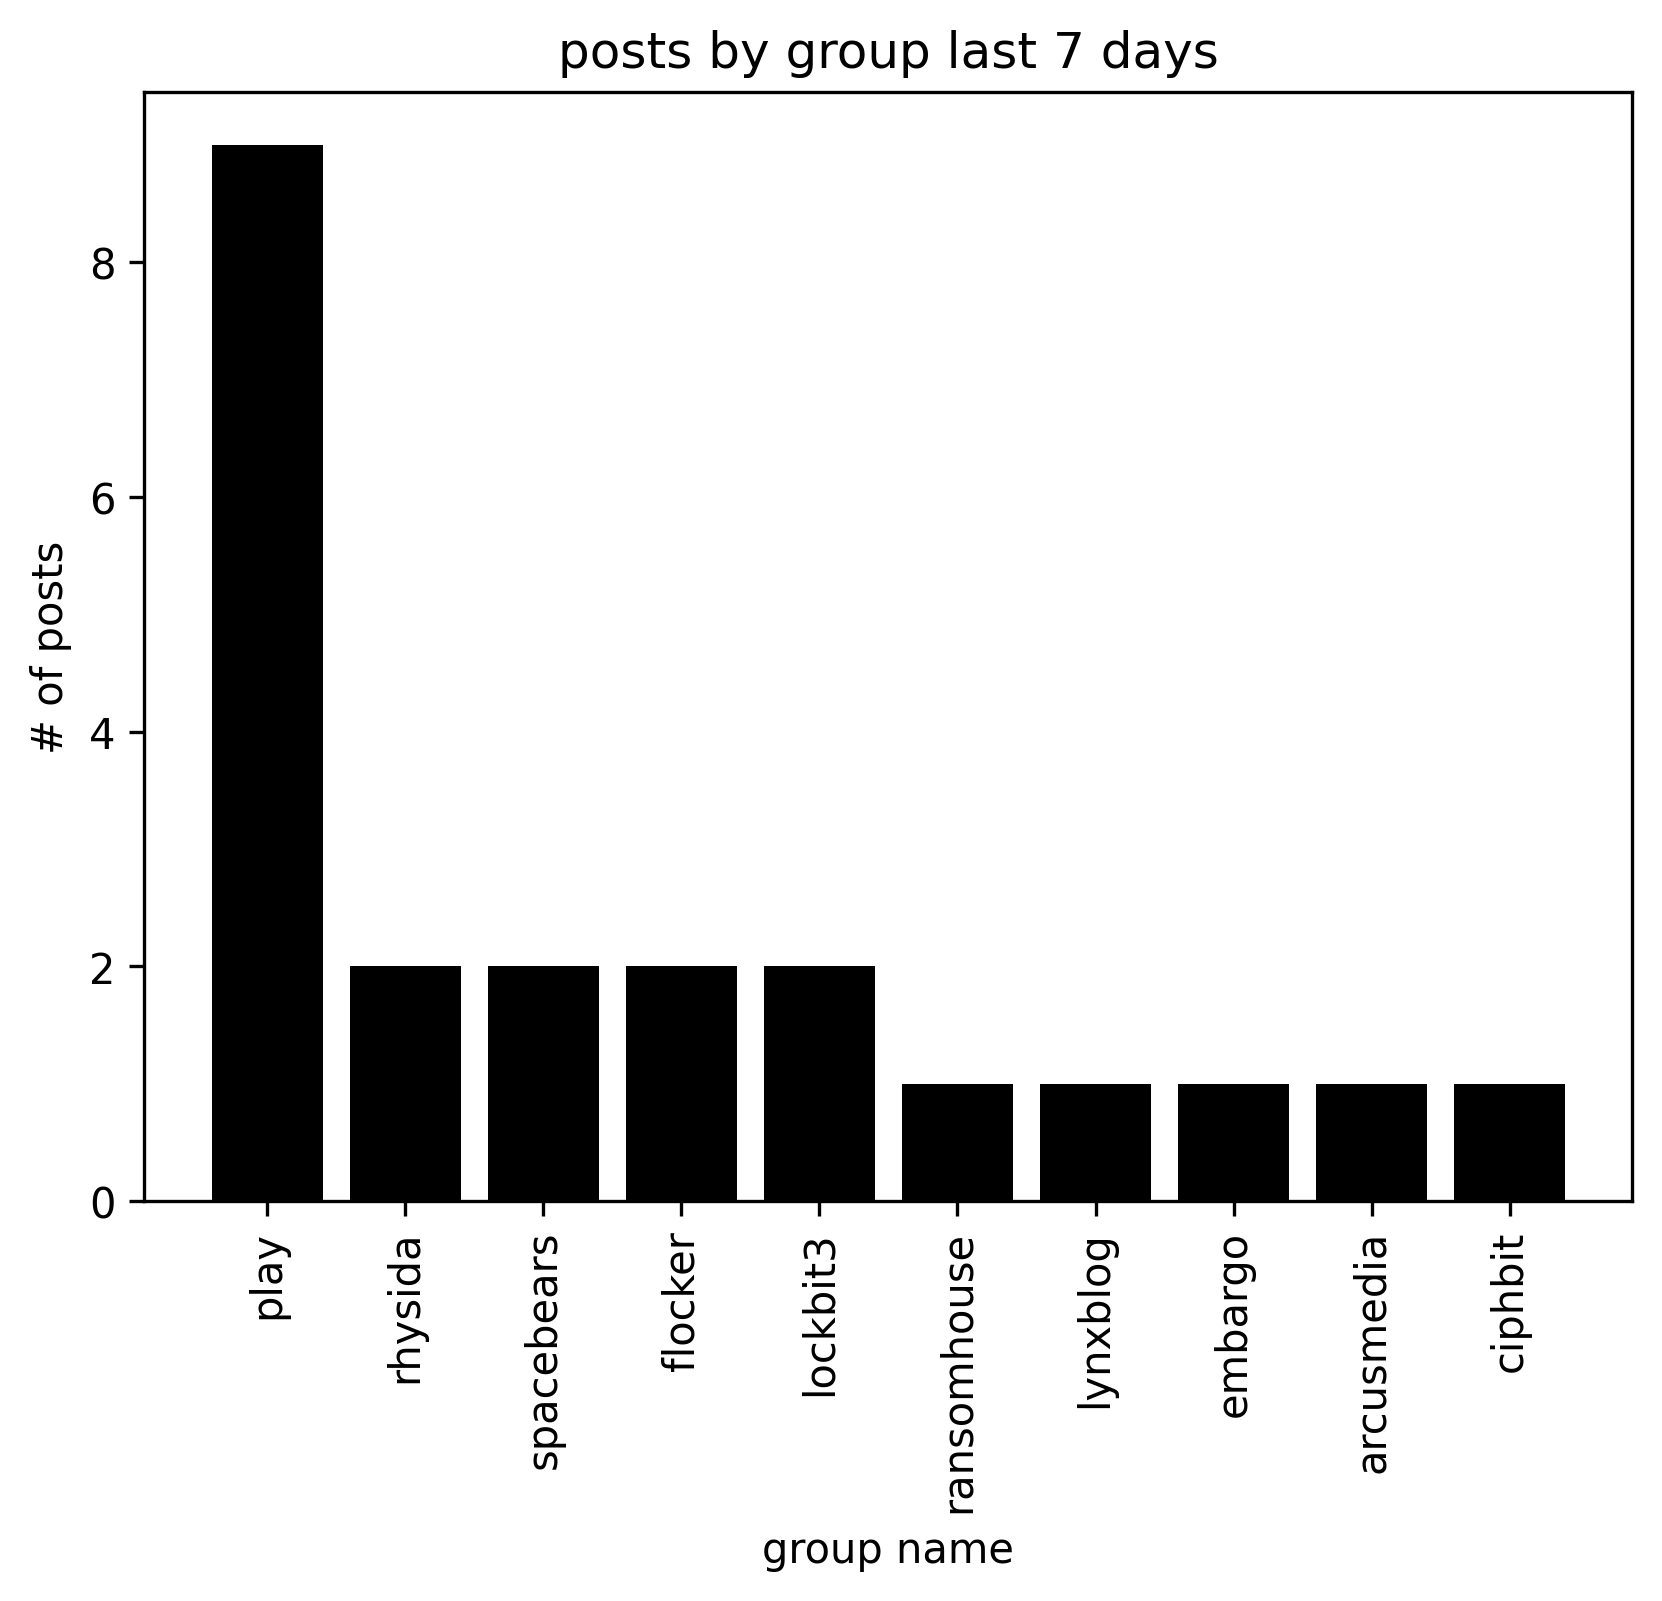 posts by group last 7 days
# of posts
8
6
4
2
0
play
rhysida
spacebears
flocker
lockbit3
ransomhouse
lynxblog
embargo
arcusmedia
ciphbit
group name